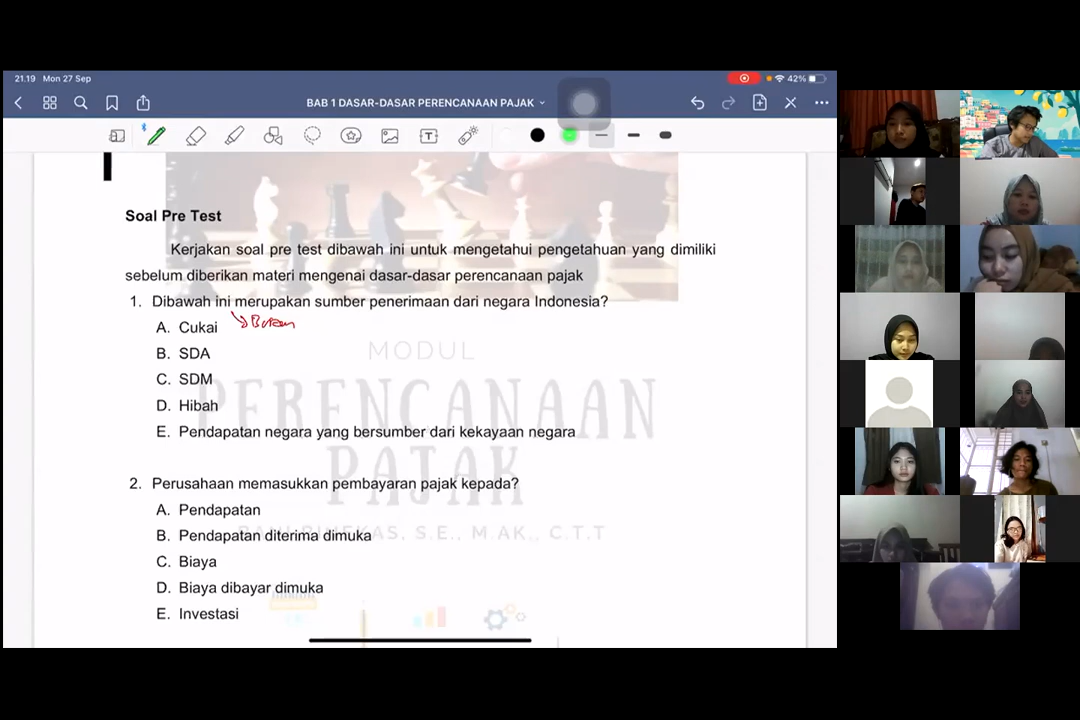 21.19 Mon 27 Sep
42%
BAB 1 DASAR-DASAR PERENCANAAN PAJAK
Soal Pre Test
Kerjakan soal pre test dibawah ini untuk mengetahui pengetahuan yang dimiliki
sebelum diberikan materi mengenai dasar-dasar perencanaan pajak
1. Dibawah ini merupakan sumber penerimaan dari negara Indonesia?
Bukan
A. Cukai
B. SDA
C. SDM
D. Hibah
E. Pendapatan negara yang bersumber dari kekayaan negara
MODUL
PERENCANAAN
PAJAK
S.E., M.AK., C.T.T
2. Perusahaan memasukkan pembayaran pajak kepada?
A. Pendapatan
B. Pendapatan diterima dimuka
C. Biaya
D. Biaya dibayar dimuka
E. Investasi